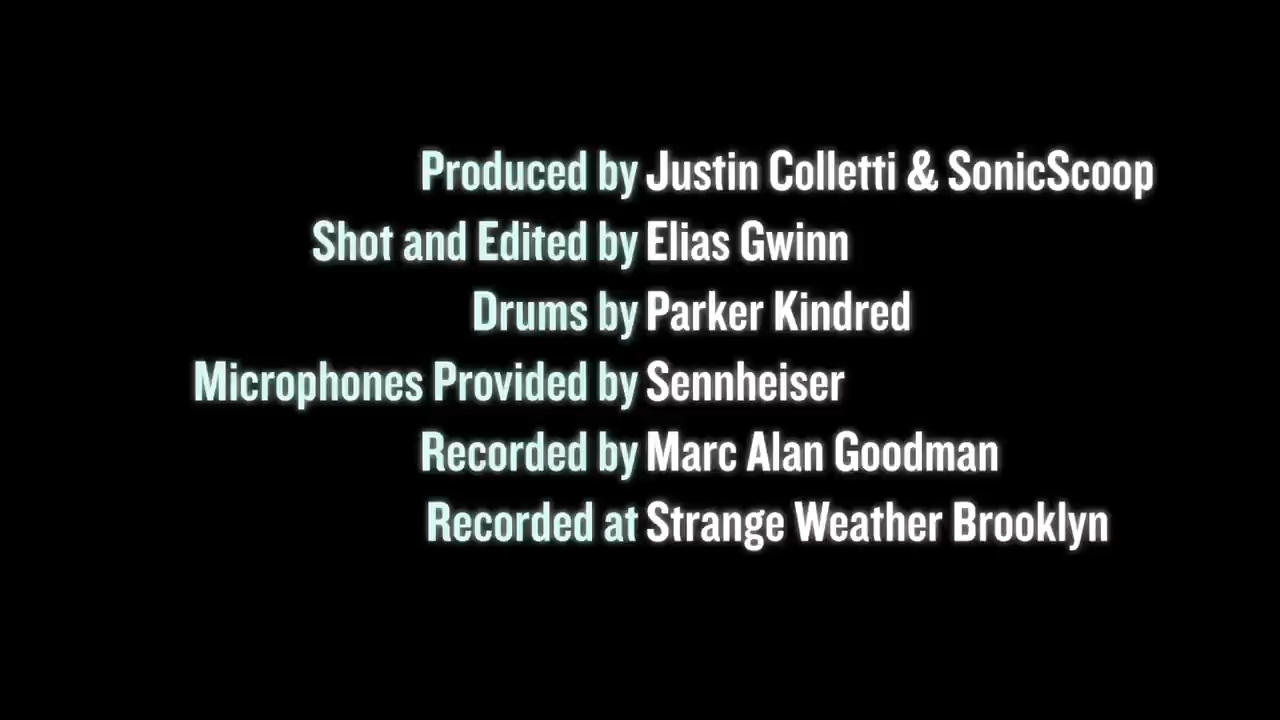 Produced by Justin Colletti & SonicScoop
Shot and Edited by Elias Gwinn
Drums by Parker Kindred
Microphones Provided by Sennheiser
Recorded by Marc Alan Goodman
Recorded at Strange Weather Brooklyn